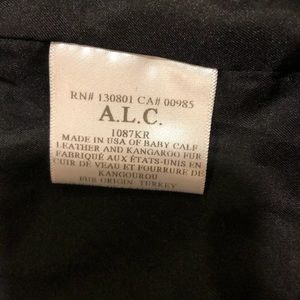 RN# 130801 CA# 00985
A.L.C.
1087KR
MADE IN USA OF BABY CALF
LEATHER AND KANGAROO FUR
FABRIQUÉ AUX ÉTATS-UNIS EN
CUIR DE VEAU ET FOURRURE DE
KANGOUROU
FUR ORIGIN TURKEY